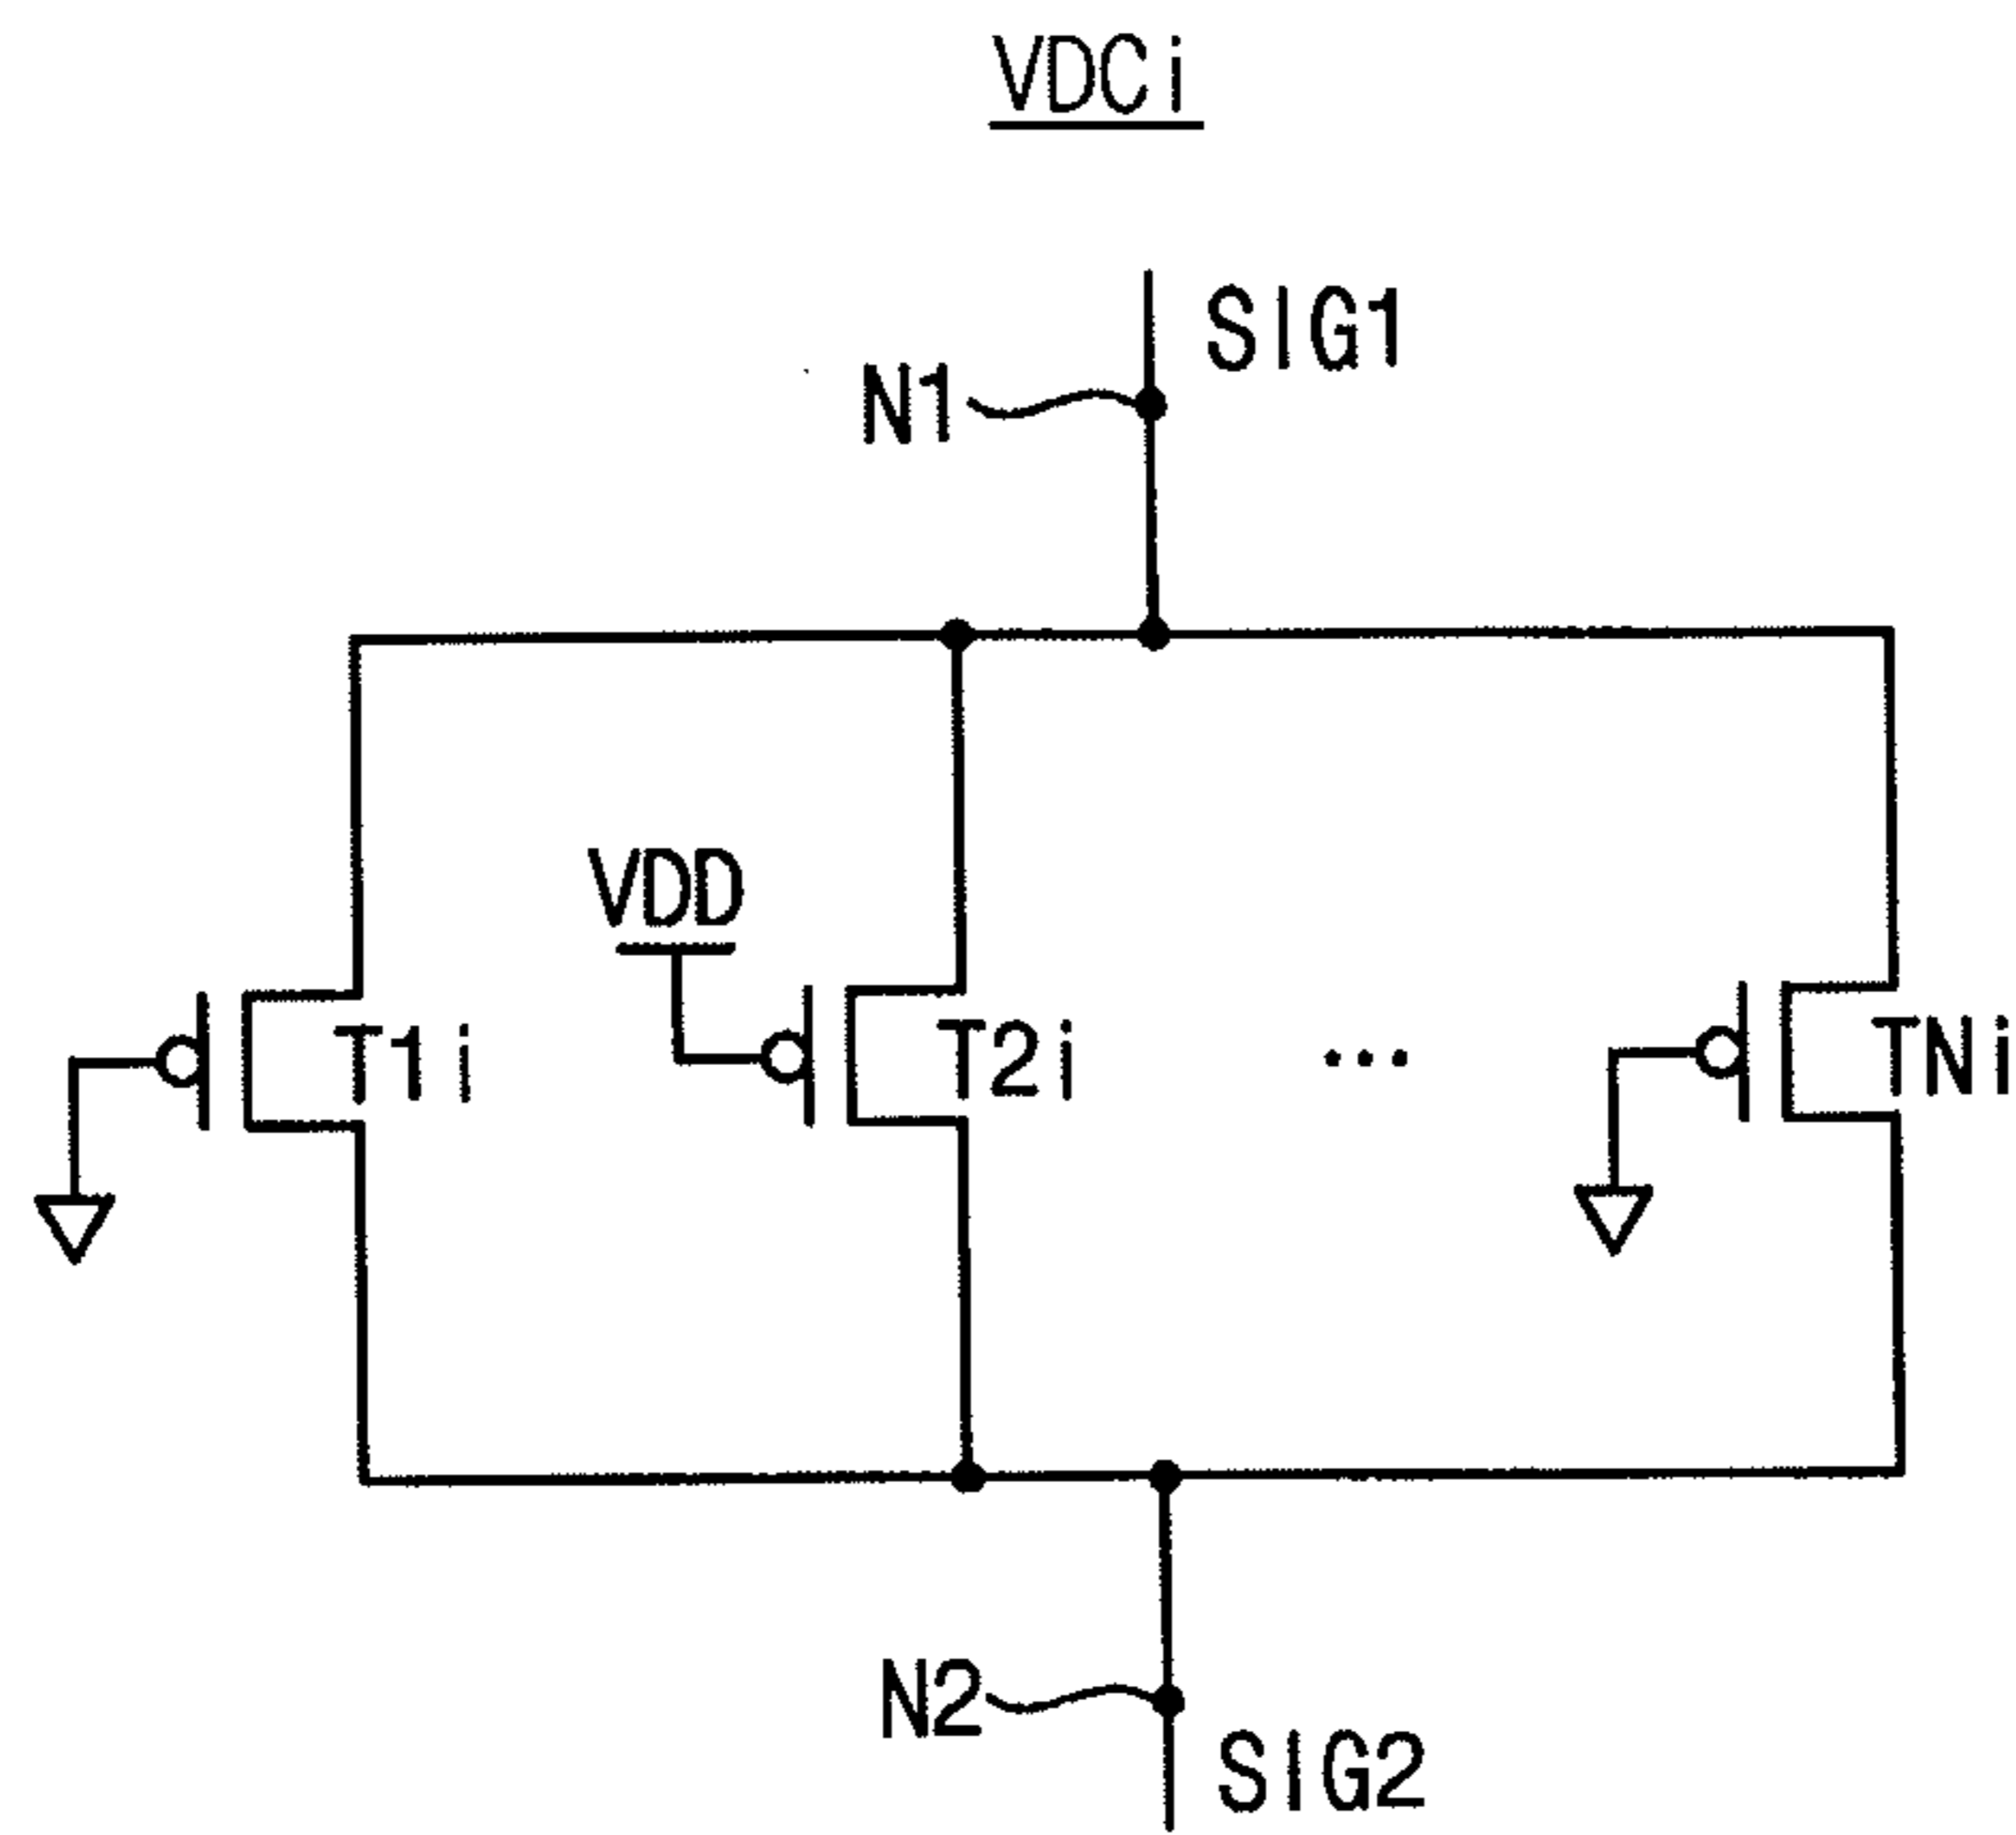 VDCi
SIG1
N1
VDD
T1i
T2i
...
TNi
N2
SIG2